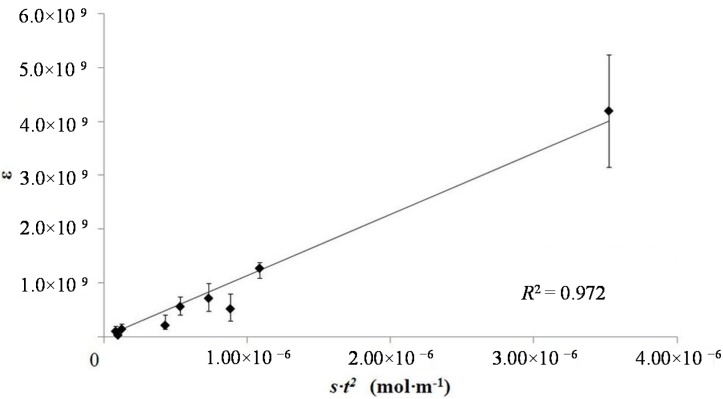 6.0×10 ⁹
5.0×10 ⁹
4.0×10 ⁹
3.0×10 ⁹
2.0×10 ⁹
1.0×10 ⁹
ε
R² = 0.972
0 1.00×10 ⁻⁶ 2.00×10 ⁻⁶ 3.00×10 ⁻⁶ 4.00×10 ⁻⁶
s·t² (mol·m⁻¹)